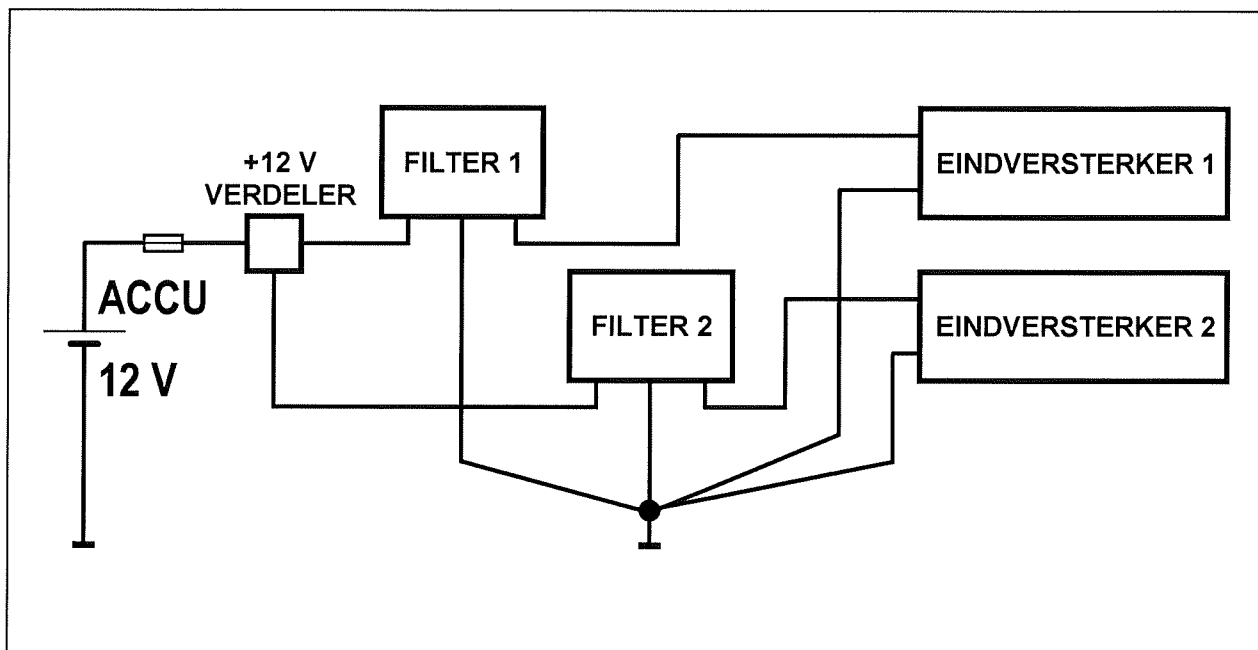 +12 V
VERDELER
FILTER 1
EINDVERSTERKER 1
ACCU
12 V
FILTER 2
EINDVERSTERKER 2